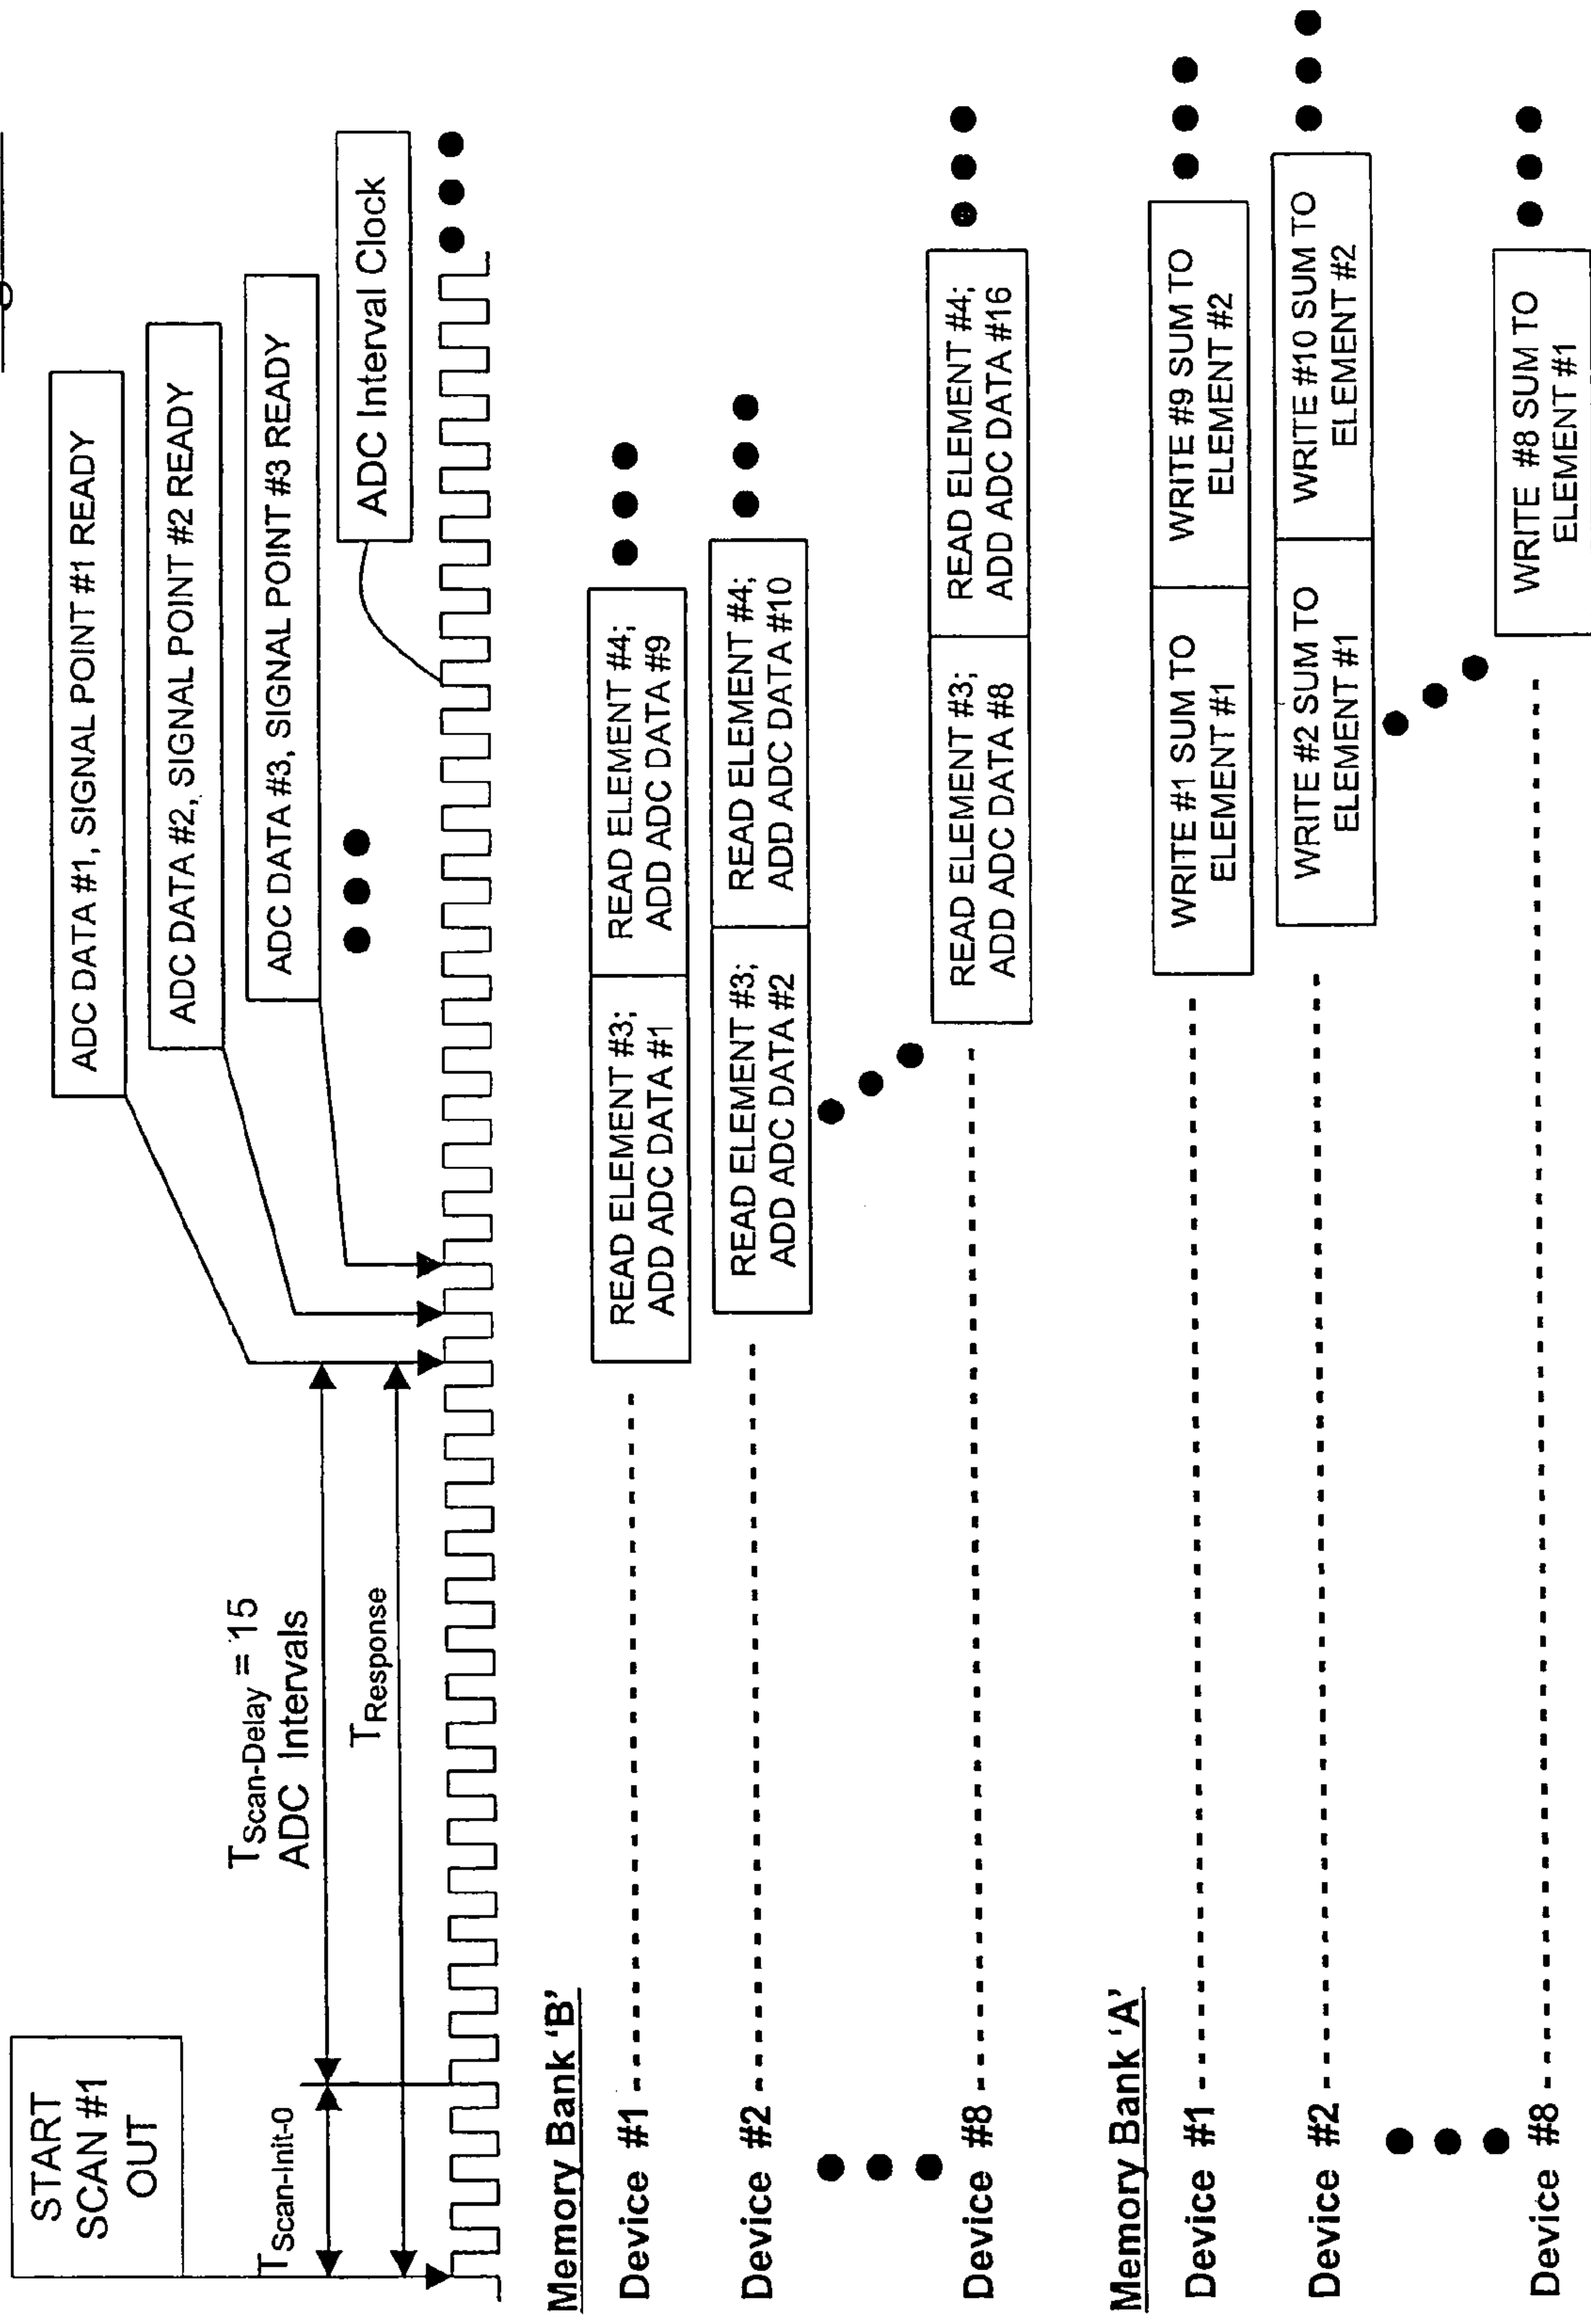 START
SCAN #1
OUT
TScan-Init-0
TScan-Delay = 15
ADC Intervals
TResponse
ADC DATA #1, SIGNAL POINT #1 READY
ADC DATA #2, SIGNAL POINT #2 READY
ADC DATA #3, SIGNAL POINT #3 READY
ADC Interval Clock
Memory Bank ‘B’
Device #1
READ ELEMENT #3;
ADD ADC DATA #1
READ ELEMENT #4;
ADD ADC DATA #9
Device #2
READ ELEMENT #3;
ADD ADC DATA #2
READ ELEMENT #4;
ADD ADC DATA #10
Device #8
READ ELEMENT #3;
ADD ADC DATA #8
READ ELEMENT #4;
ADD ADC DATA #16
Memory Bank ‘A’
Device #1
WRITE #1 SUM TO
ELEMENT #1
WRITE #9 SUM TO
ELEMENT #2
Device #2
WRITE #2 SUM TO
ELEMENT #1
WRITE #10 SUM TO
ELEMENT #2
Device #8
WRITE #8 SUM TO
ELEMENT #1